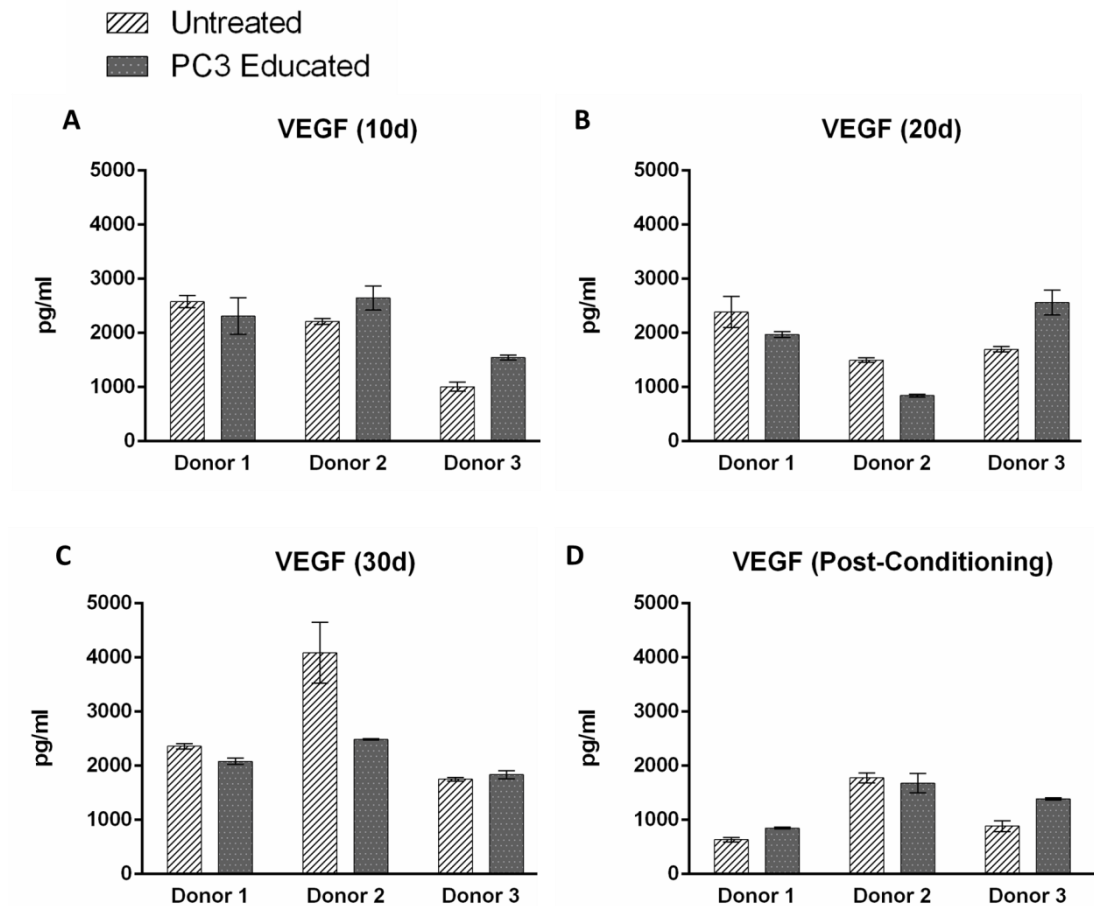 Untreated
PC3 Educated
A
VEGF (10d)
5000
4000
3000
2000
1000
0
pg/ml
Donor 1 Donor 2 Donor 3
B
VEGF (20d)
5000
4000
3000
2000
1000
0
pg/ml
Donor 1 Donor 2 Donor 3
C
VEGF (30d)
5000
4000
3000
2000
1000
0
pg/ml
Donor 1 Donor 2 Donor 3
D
VEGF (Post-Conditioning)
5000
4000
3000
2000
1000
0
pg/ml
Donor 1 Donor 2 Donor 3